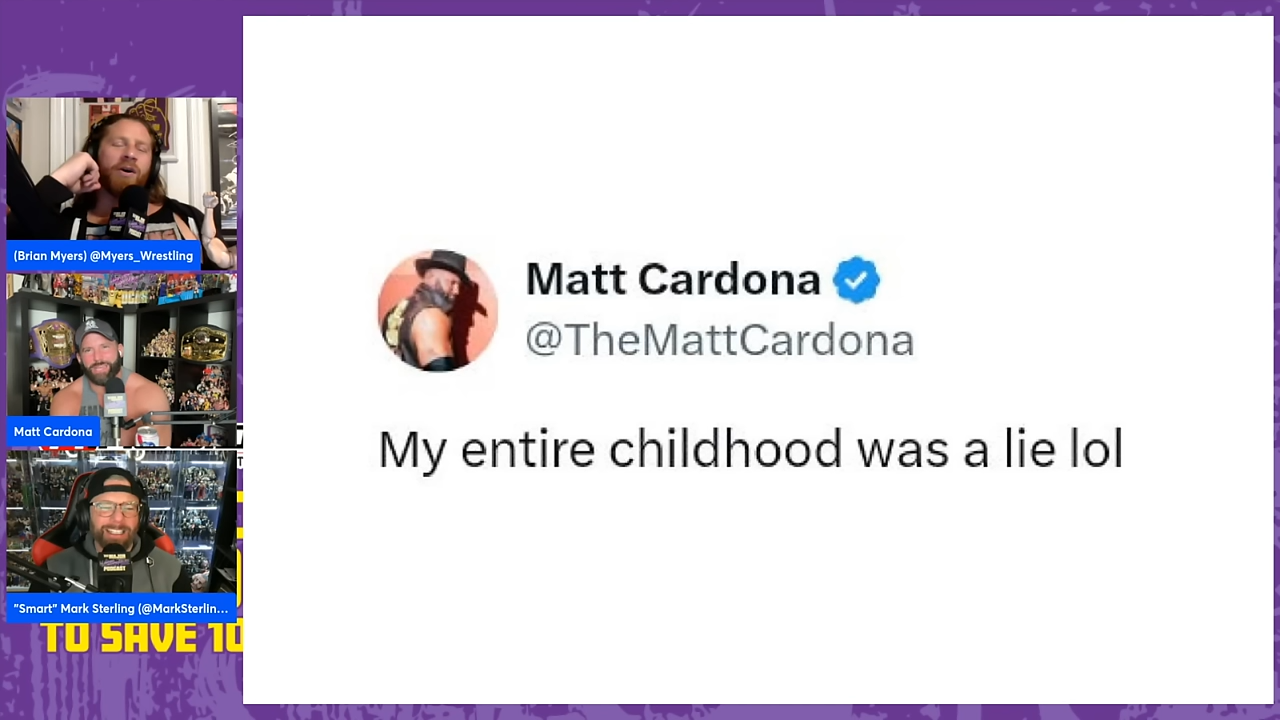 (Brian Myers) @Myers_Wrestling
Matt Cardona
"Smart" Mark Sterling (@MarkSterlin...
TO SAVE 10
Matt Cardona
@TheMattCardona
My entire childhood was a lie lol